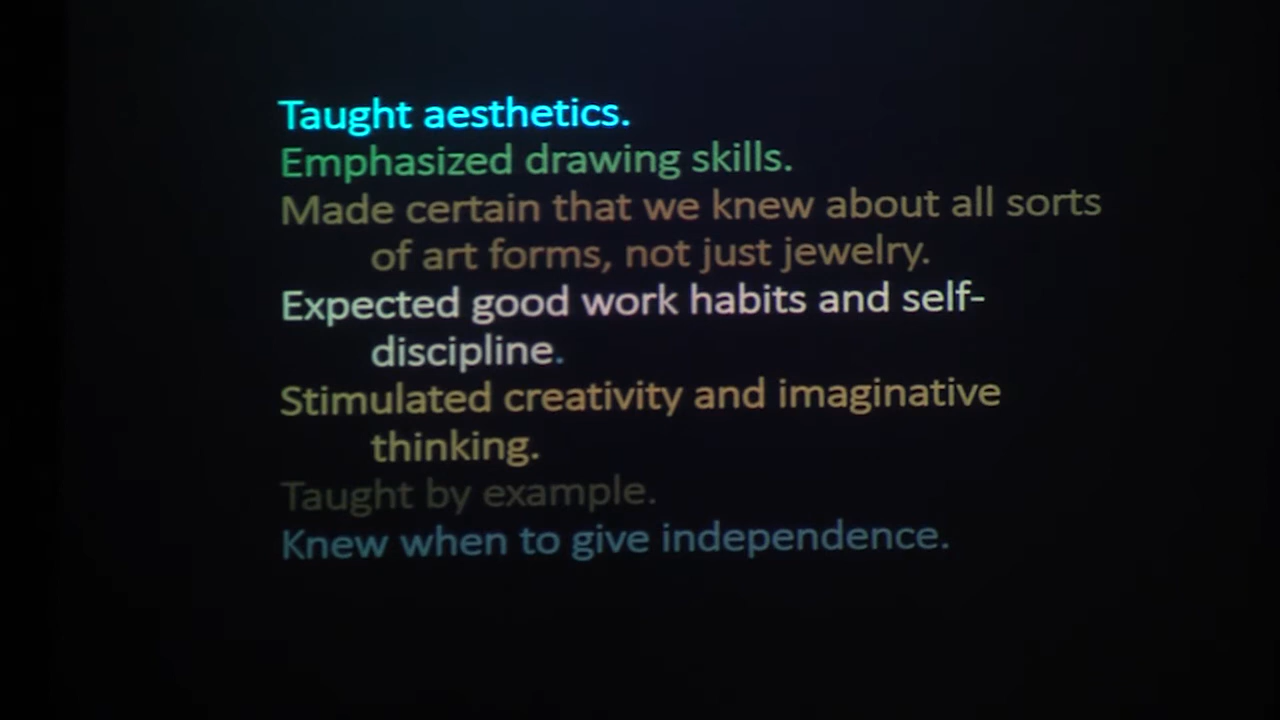 Taught aesthetics.
Emphasized drawing skills.
Made certain that we knew about all sorts
of art forms, not just jewelry.
Expected good work habits and self-
discipline.
Stimulated creativity and imaginative
thinking.
Taught by example.
Knew when to give independence.